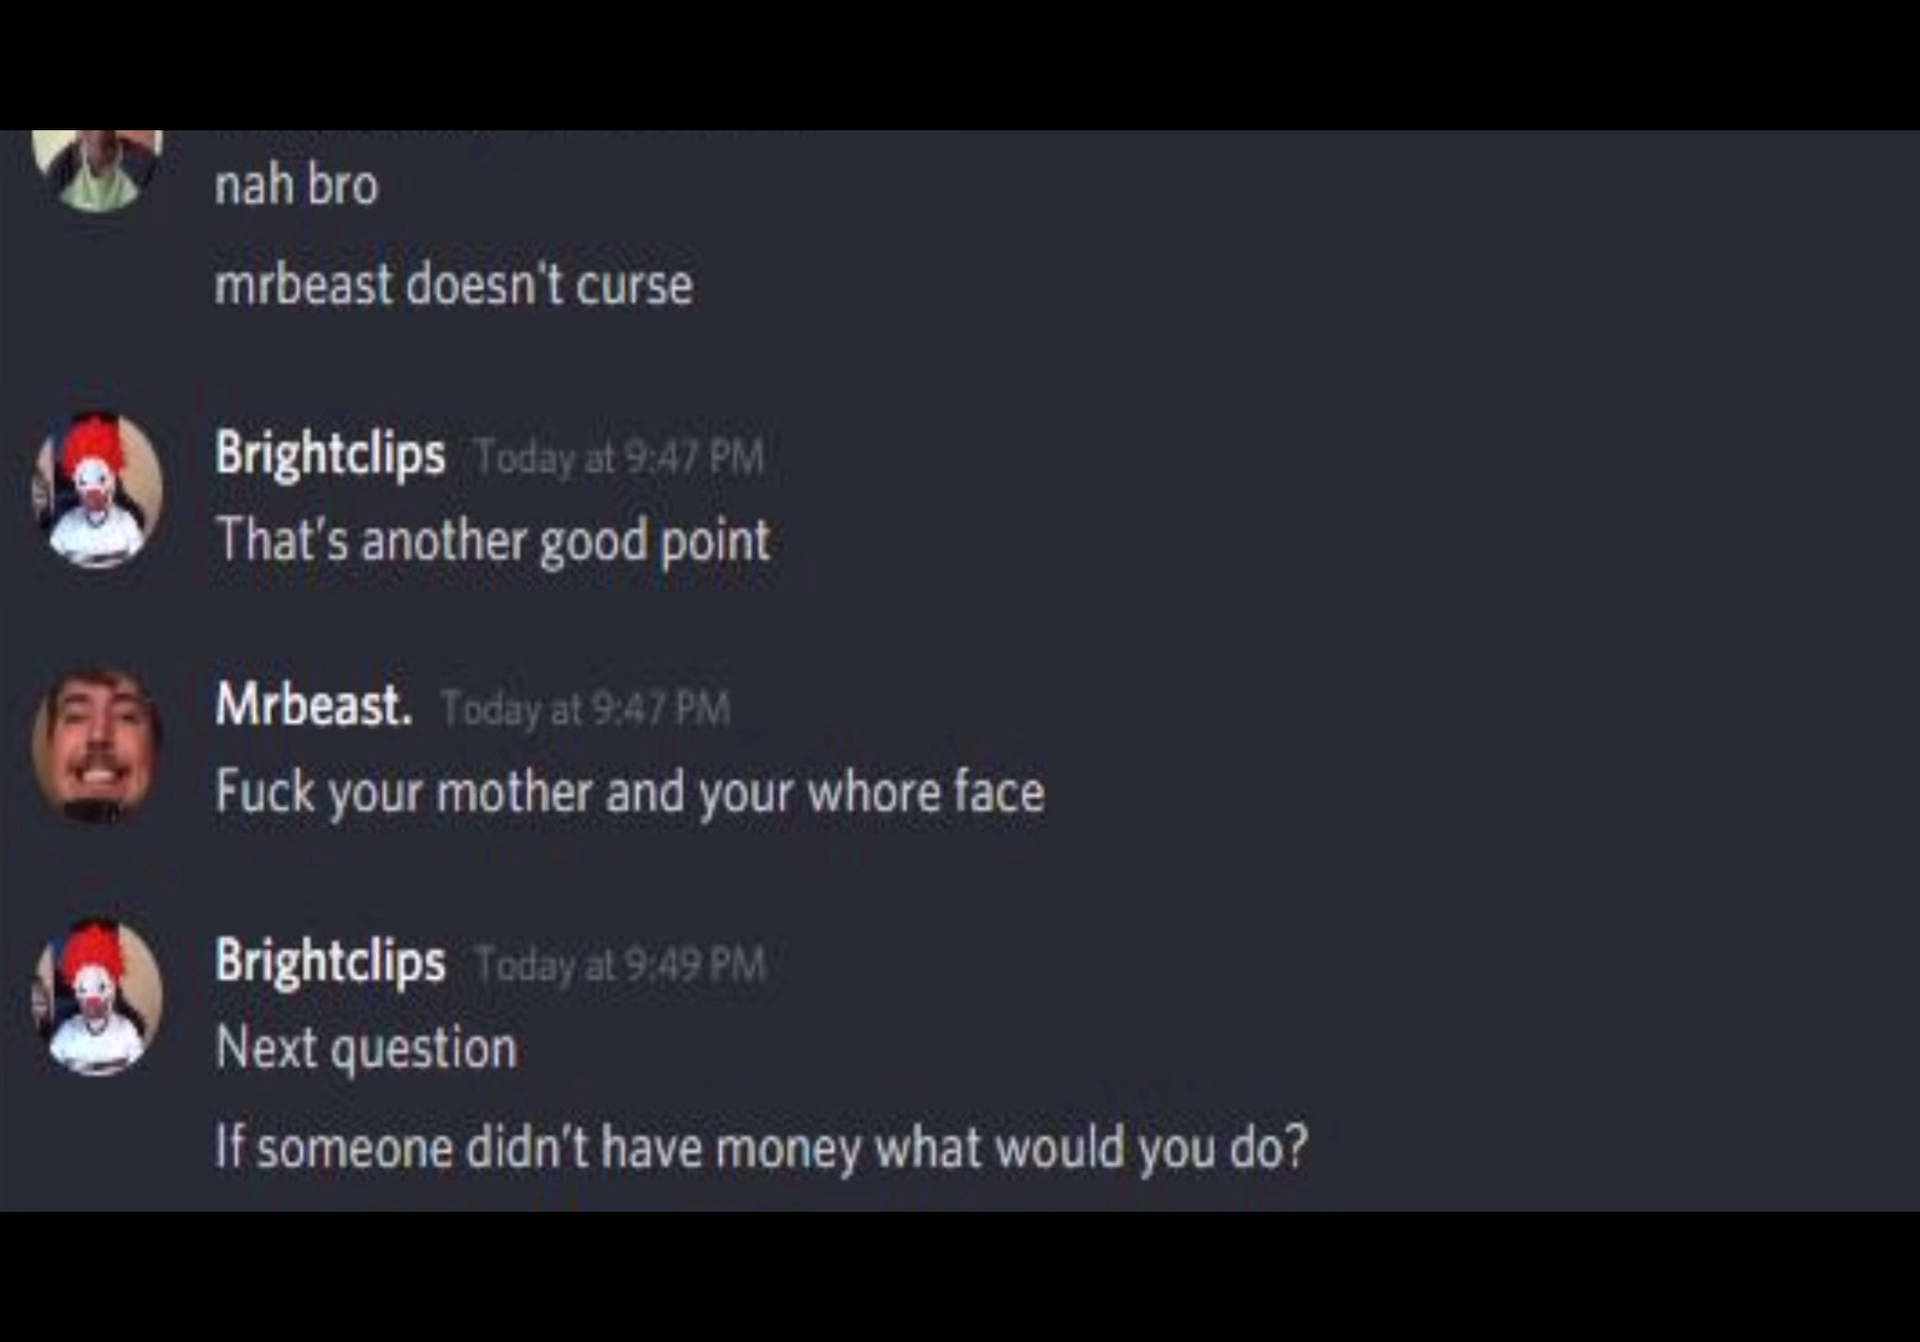 nah bro
mrbeast doesn't curse
Brightclips Today at 9:47 PM
That's another good point
Mrbeast. Today at 9:47 PM
Fuck your mother and your whore face
Brightclips Today at 9:49 PM
Next question
If someone didn't have money what would you do?